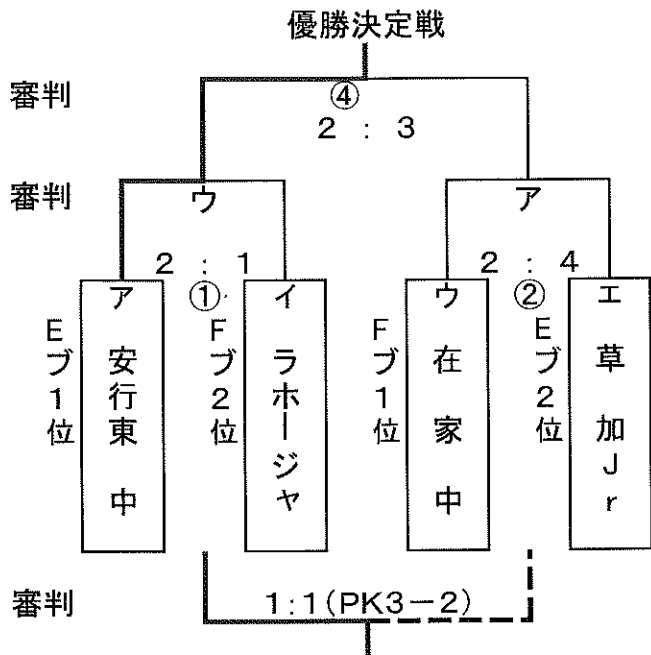 優勝決定戦
審判
④
2 : 3
審判
ウ
ア
2 : 1
2 : 4
①
②
Eブ1位
ア 安行東中
Fブ2位
イ ラホージャ
Fブ1位
ウ 在家中
Eブ2位
エ 草加Jr
審判
1:1(PK3-2)